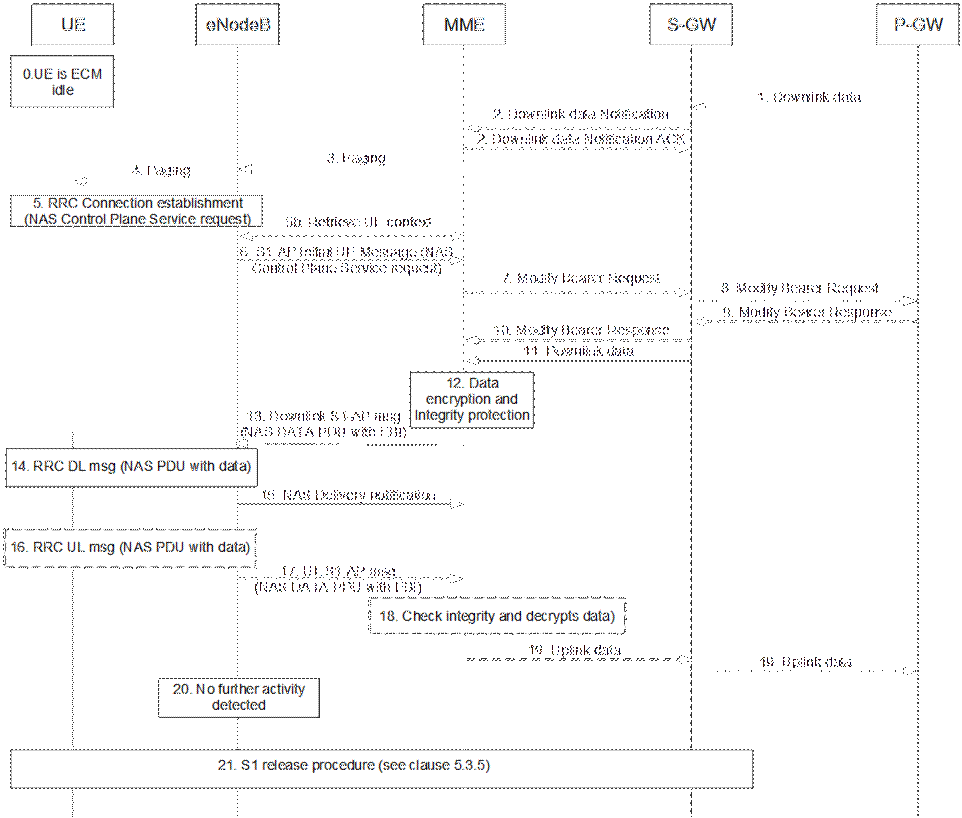 UE
eNodeB
MME
S-GW
P-GW
0.UE is ECM
idle
1. Downlink data
2. Downlink data Notification
2. Downlink data Notification ACK
3. Paging
4. Paging
5. RRC Connection establishment
(NAS Control Plane Service request)
5b. Retrieve UE context
6. S1-AP Initial UE Message (NAS
Control Plane Service request)
7. Modify Bearer Request
8. Modify Bearer Request
9. Modify Bearer Response
10. Modify Bearer Response
11. Downlink data
12. Data
encryption and
Integrity protection
13. Downlink S1-AP msg
(NAS DATA PDU with EBI)
14. RRC DL msg (NAS PDU with data)
15. NAS Delivery notification
16. RRC UL msg (NAS PDU with data)
17. UL S1-AP msg
(NAS DATA PDU with EBI)
18. Check integrity and decrypts data)
19. Uplink data
19. Uplink data
20. No further activity
detected
21. S1 release procedure (see clause 5.3.5)